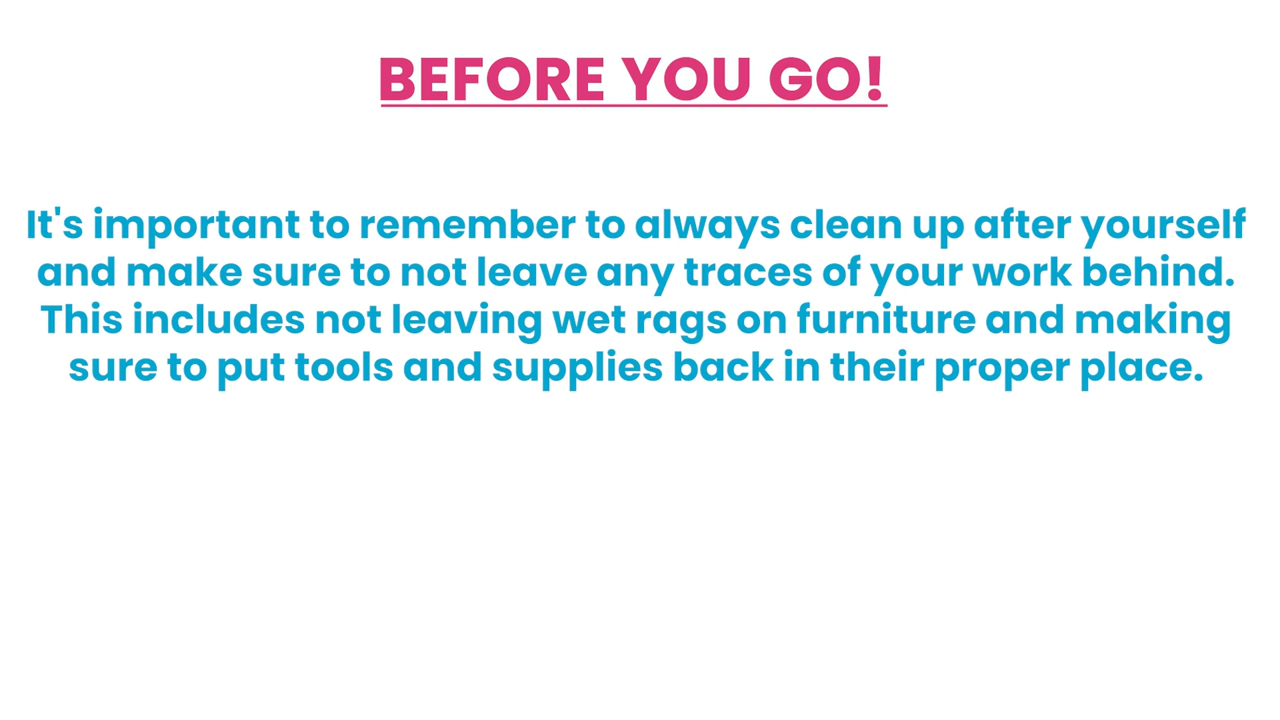 BEFORE YOU GO!
It's important to remember to always clean up after yourself
and make sure to not leave any traces of your work behind.
This includes not leaving wet rags on furniture and making
sure to put tools and supplies back in their proper place.